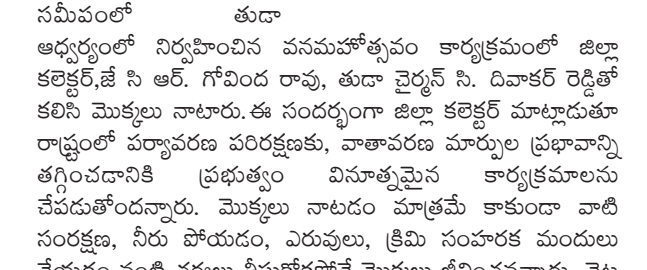 సమీపంలో తుడా
ఆధ్వర్యంలో నిర్వహించిన వనమహోత్సవం కార్యక్రమంలో జిల్లా
కలెక్టర్,జే సి ఆర్. గోవింద రావు, తుడా చైర్మన్ సి. దివాకర్ రెడ్డితో
కలిసి మొక్కలు నాటారు.ఈ సందర్భంగా జిల్లా కలెక్టర్ మాట్లాడుతూ
రాష్ట్రంలో పర్యావరణ పరిరక్షణకు, వాతావరణ మార్పుల ప్రభావాన్ని
తగ్గించడానికి ప్రభుత్వం వినూత్నమైన కార్యక్రమాలను
చేపడుతోందన్నారు. మొక్కలు నాటడం మాత్రమే కాకుండా వాటి
సంరక్షణ, నీరు పోయడం, ఎరువులు, క్రిమి సంహరక మందులు